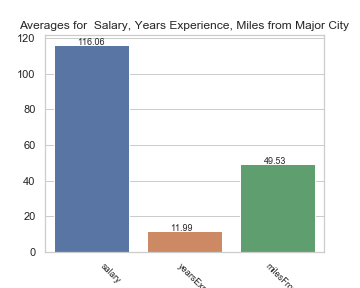 Averages for  Salary, Years Experience, Miles from Major City
120
116.06
100
80
60
49.53
40
20
11.99
0
salary
yearsExp
milesFro